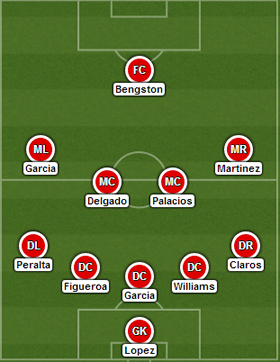 FC
Bengston
ML
MR
Garcia
Martinez
MC
MC
Delgado
Palacios
DL
DR
Peralta
Claros
DC
DC
DC
Figueroa
Williams
Garcia
GK
Lopez